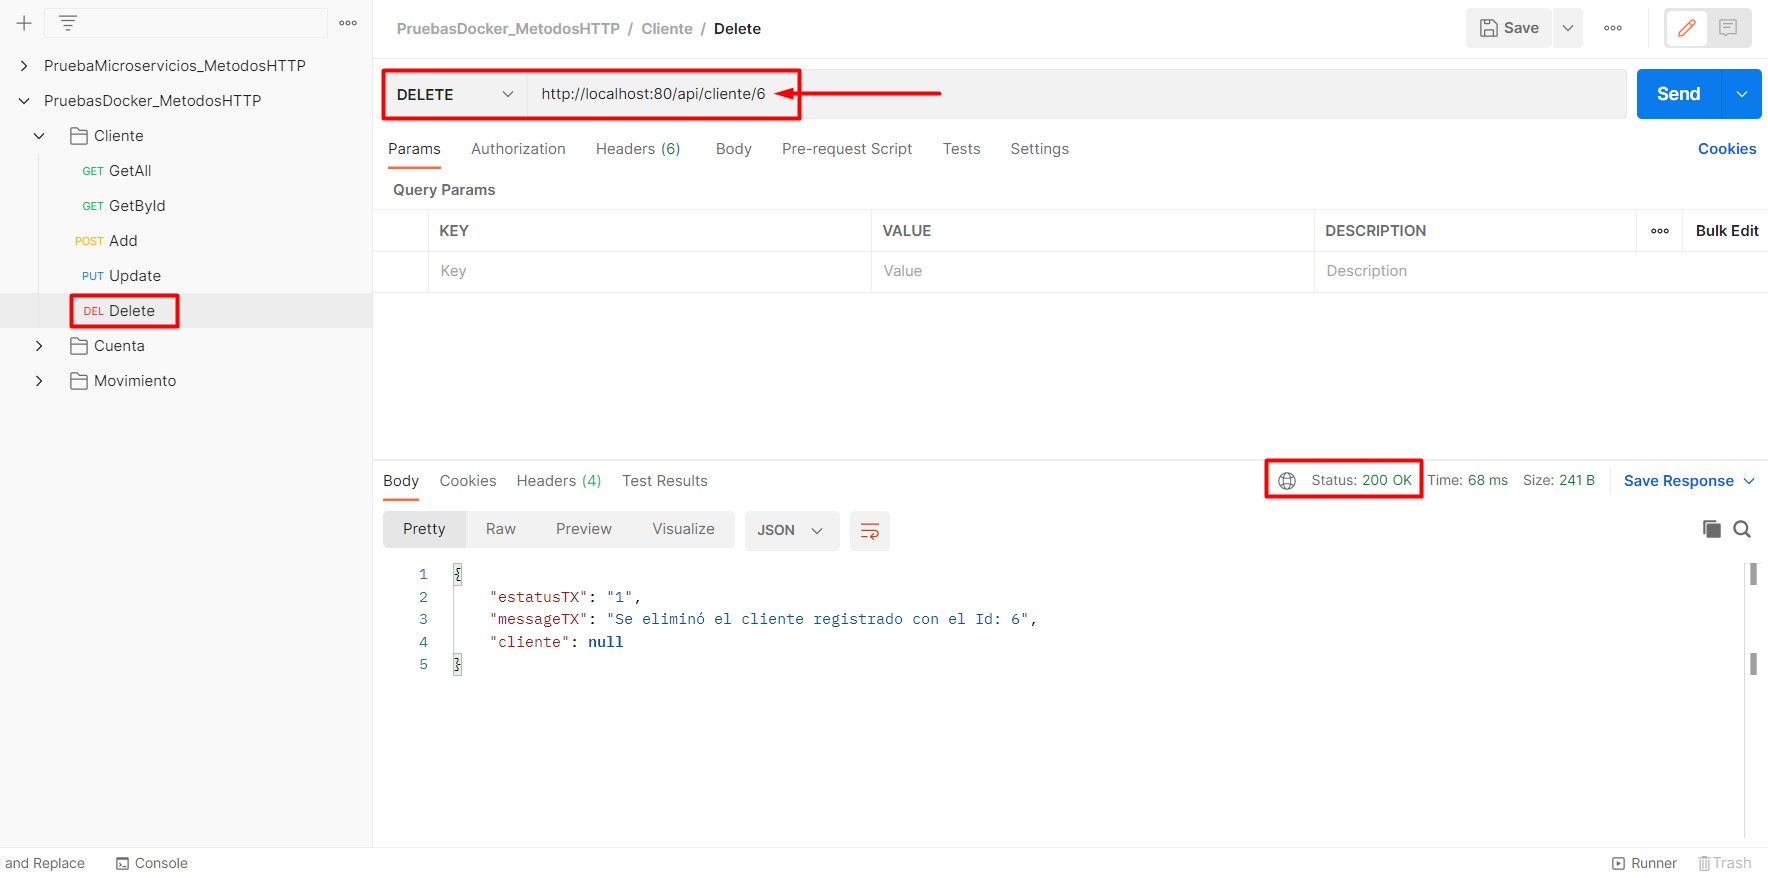 PruebaMicroservicios_MetodosHTTP
PruebasDocker_MetodosHTTP
Cliente
GET GetAll
GET GetById
POST Add
PUT Update
DEL Delete
Cuenta
Movimiento
PruebasDocker_MetodosHTTP / Cliente / Delete
Save
DELETE http://localhost:80/api/cliente/6
Send
Params Authorization Headers (6) Body Pre-request Script Tests Settings Cookies
Query Params
KEY VALUE DESCRIPTION Bulk Edit
Key Value Description
Body Cookies Headers (4) Test Results Status: 200 OK Time: 68 ms Size: 241 B Save Response
Pretty Raw Preview Visualize JSON
1 {
2 "estatusTX": "1",
3 "messageTX": "Se eliminó el cliente registrado con el Id: 6",
4 "cliente": null
5 }
and Replace Console Runner Trash